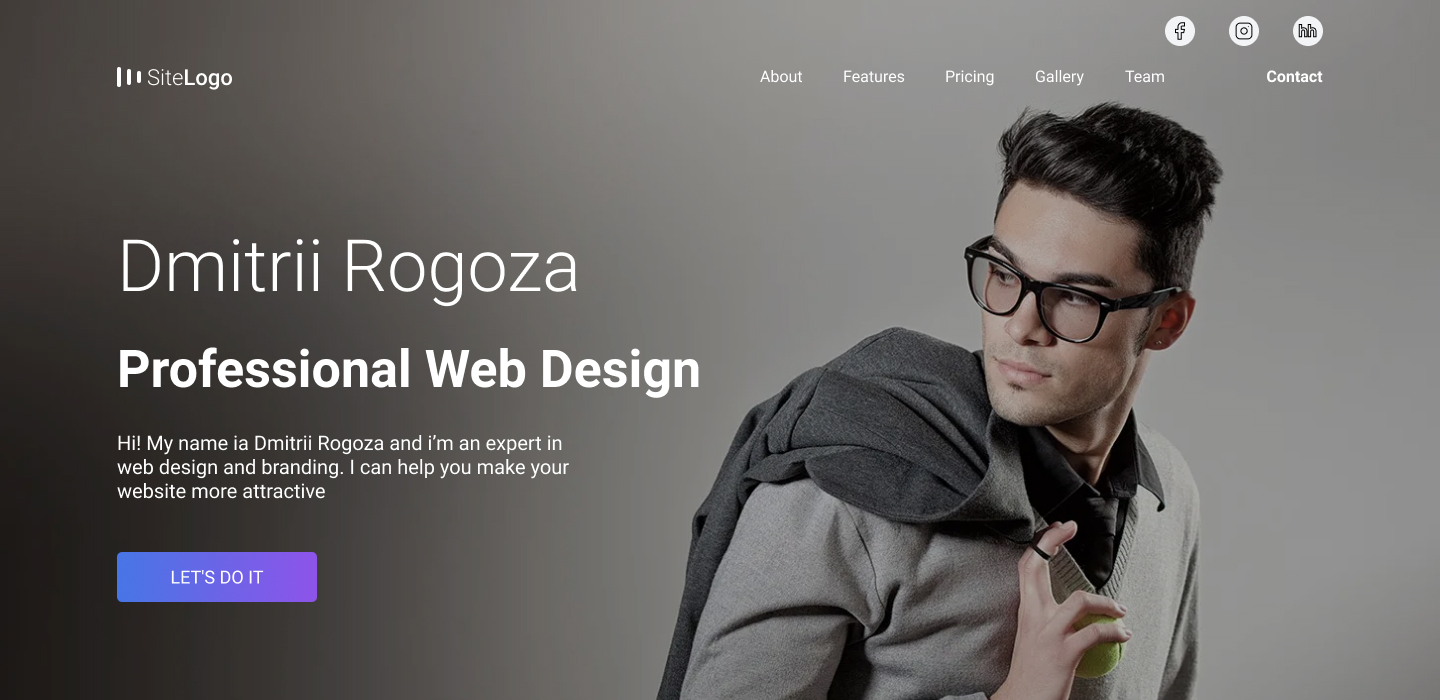 hh
SiteLogo
About Features Pricing Gallery Team Contact
Dmitrii Rogoza
Professional Web Design
Hi! My name ia Dmitrii Rogoza and i’m an expert in
web design and branding. I can help you make your
website more attractive
LET'S DO IT